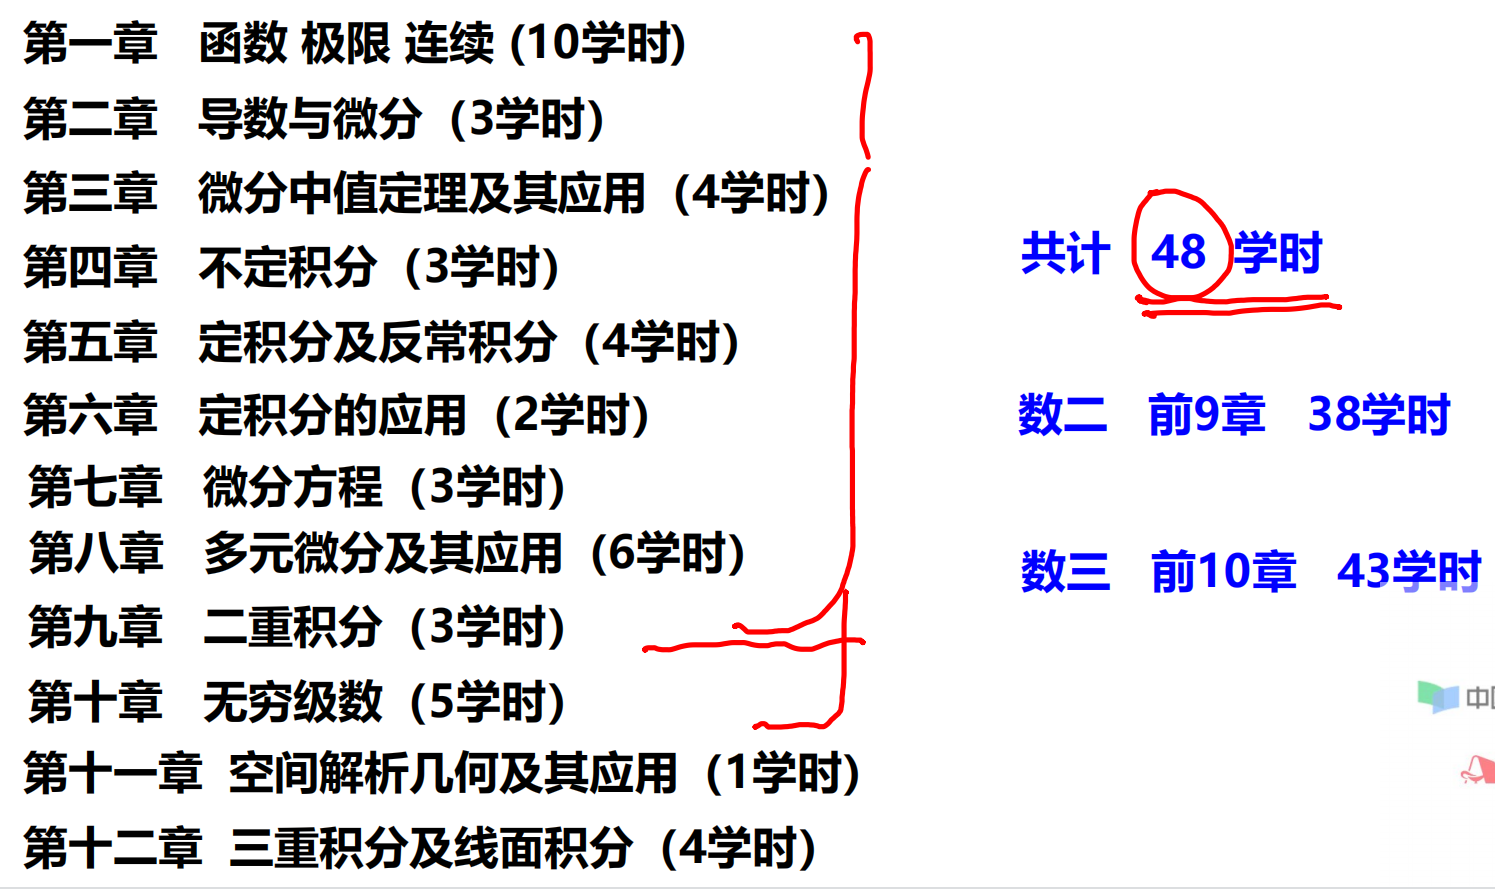 第一章 函数 极限 连续 (10学时)
第二章 导数与微分（3学时）
第三章 微分中值定理及其应用（4学时）
第四章 不定积分（3学时）
第五章 定积分及反常积分（4学时）
第六章 定积分的应用（2学时）
第七章 微分方程（3学时）
第八章 多元微分及其应用（6学时）
第九章 二重积分（3学时）
第十章 无穷级数（5学时）
第十一章 空间解析几何及其应用（1学时）
第十二章 三重积分及线面积分（4学时）
共计 48 学时
数二 前9章 38学时
数三 前10章 43学时
中